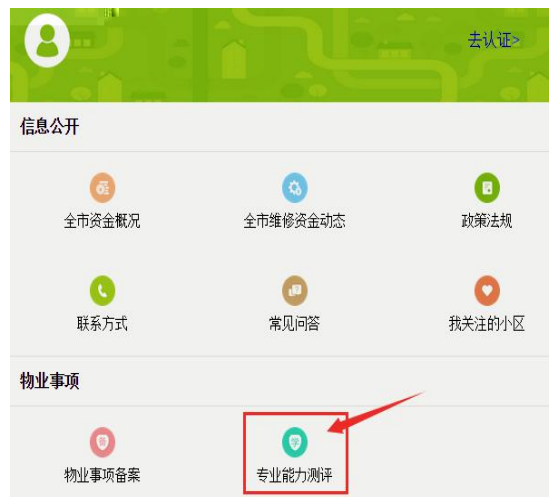 去认证>
信息公开
全市资金概况 全市维修资金动态 政策法规
联系方式 常见问答 我关注的小区
物业事项
物业事项备案 专业能力测评